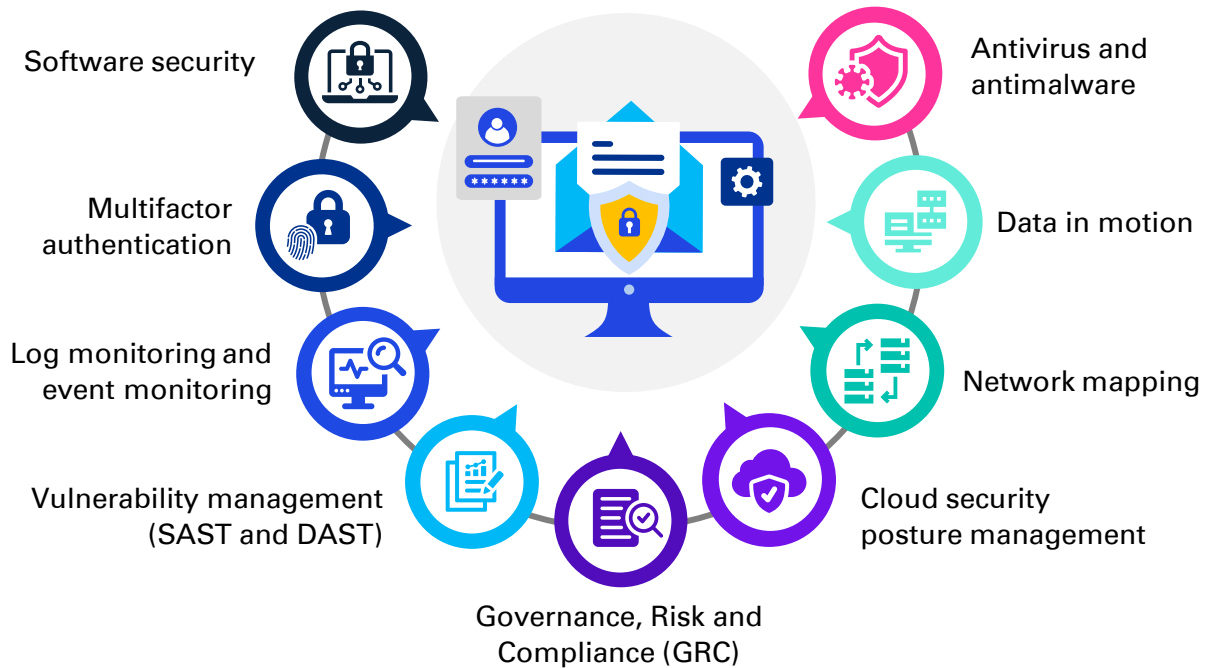 Software security
Multifactor
authentication
Log monitoring and
event monitoring
Vulnerability management
(SAST and DAST)
Governance, Risk and
Compliance (GRC)
Cloud security
posture management
Network mapping
Data in motion
Antivirus and
antimalware